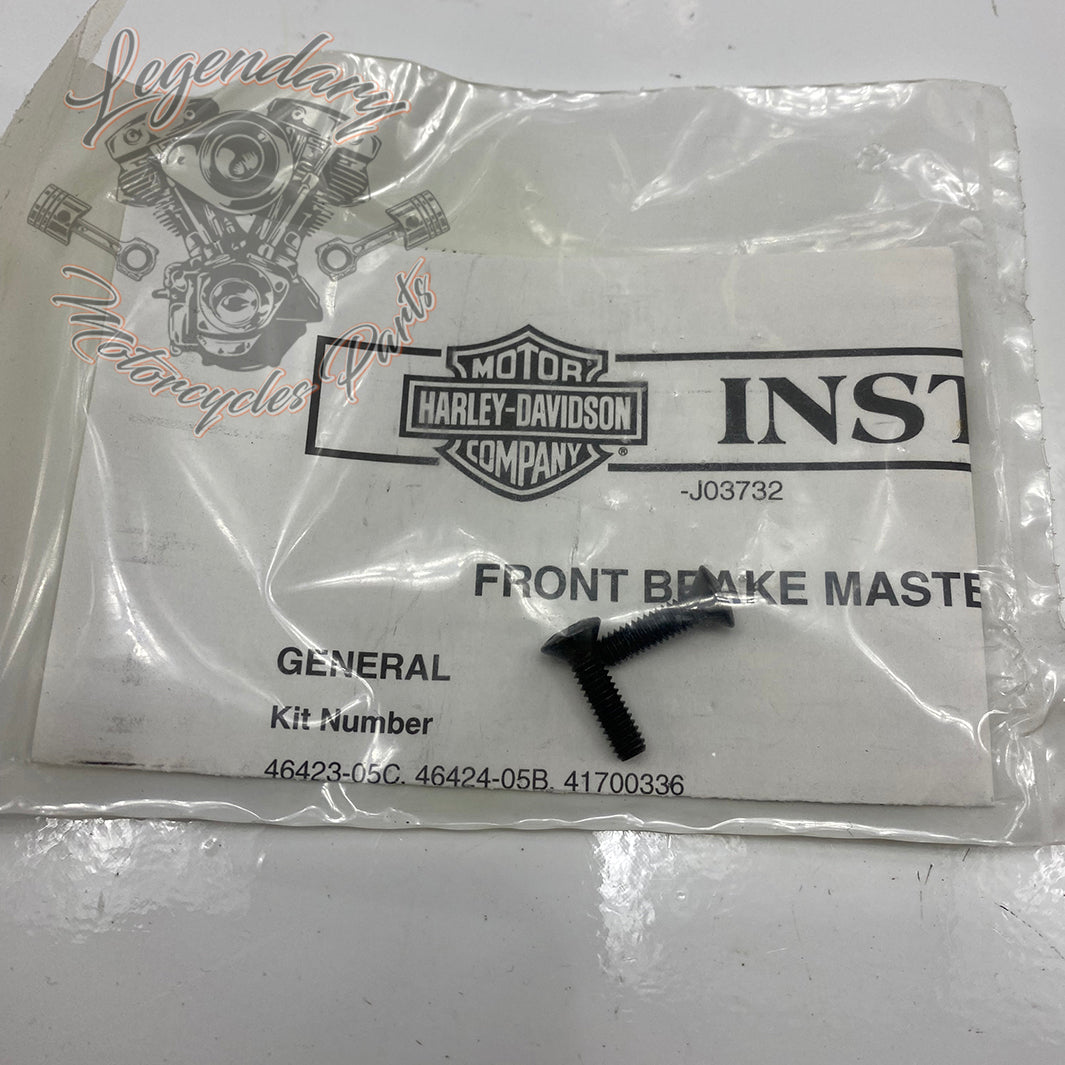 Legendary
Motorcycles Parts
MOTOR
HARLEY-DAVIDSON
COMPANY
®
INST
-J03732
FRONT BRAKE MASTE
GENERAL
Kit Number
46423-05C, 46424-05B, 41700336